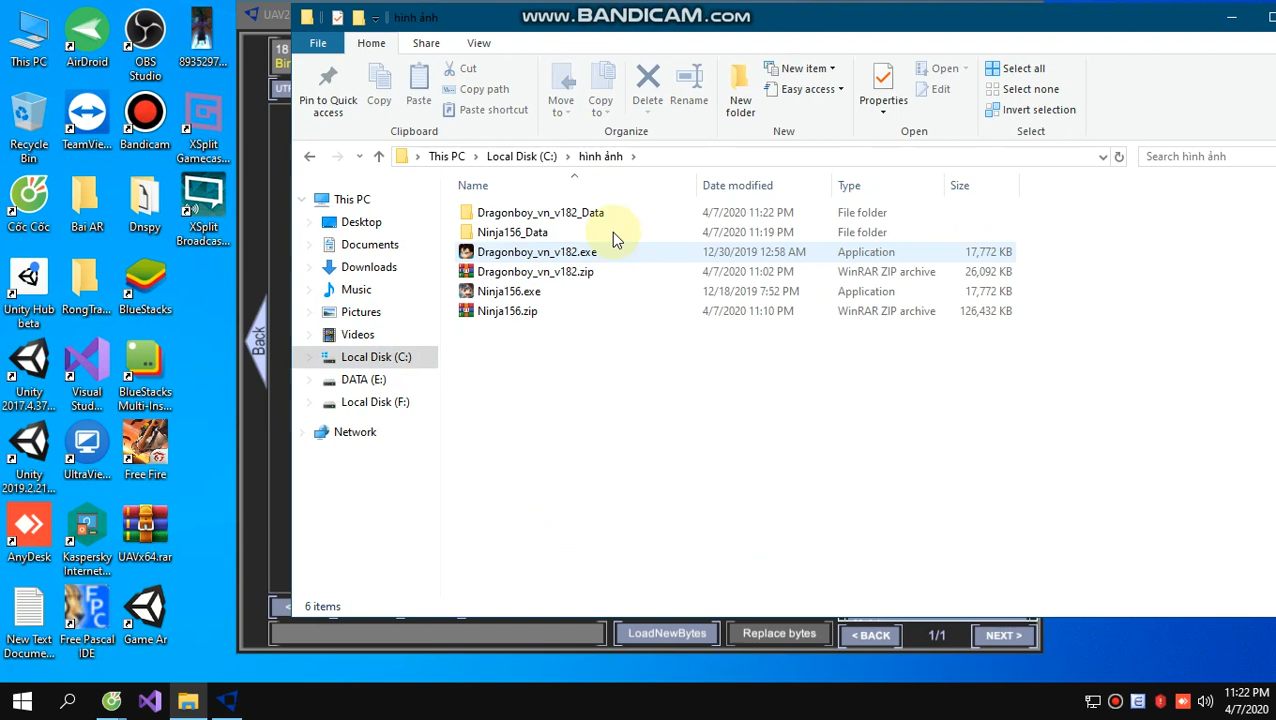 www.BANDICAM.com
hình ảnh
UAV2
File
Home
Share
View
Pin to Quick access
Copy
Paste
Cut
Copy path
Paste shortcut
Clipboard
Move to
Copy to
Delete
Rename
Organize
New folder
New item
Easy access
New
Properties
Open
Edit
Open
Select all
Select none
Invert selection
Select
This PC
Local Disk (C:)
hình ảnh
Search hình ảnh
Name
Date modified
Type
Size
Dragonboy_vn_v182_Data 4/7/2020 11:22 PM File folder
Ninja156_Data 4/7/2020 11:19 PM File folder
Dragonboy_vn_v182.exe 12/30/2019 12:58 AM Application 17,772 KB
Dragonboy_vn_v182.zip 4/7/2020 11:02 PM WinRAR ZIP archive 26,092 KB
Ninja156.exe 12/18/2019 7:52 PM Application 17,772 KB
Ninja156.zip 4/7/2020 11:10 PM WinRAR ZIP archive 126,432 KB
This PC
Desktop
Documents
Downloads
Music
Pictures
Videos
Local Disk (C:)
DATA (E:)
Local Disk (F:)
Network
6 items
18
Bin
UTF
Back
<
LoadNewBytes
Replace bytes
< BACK
1/1
NEXT >
This PC
AirDroid
OBS Studio
8935297...
Recycle Bin
TeamVie...
Bandicam
XSplit Gamecas...
Cốc Cốc
Bai AR
Dnspy
XSplit Broadcas...
Unity Hub beta
RongTra...
BlueStacks
Unity 2017.4.37...
Visual Stud...
BlueStacks Multi-Ins...
Unity 2019.2.21...
UltraVie...
Free Fire
AnyDesk
Kaspersky Internet...
UAVx64.rar
New Text Docume...
Free Pascal IDE
Game Ar
11:22 PM
4/7/2020